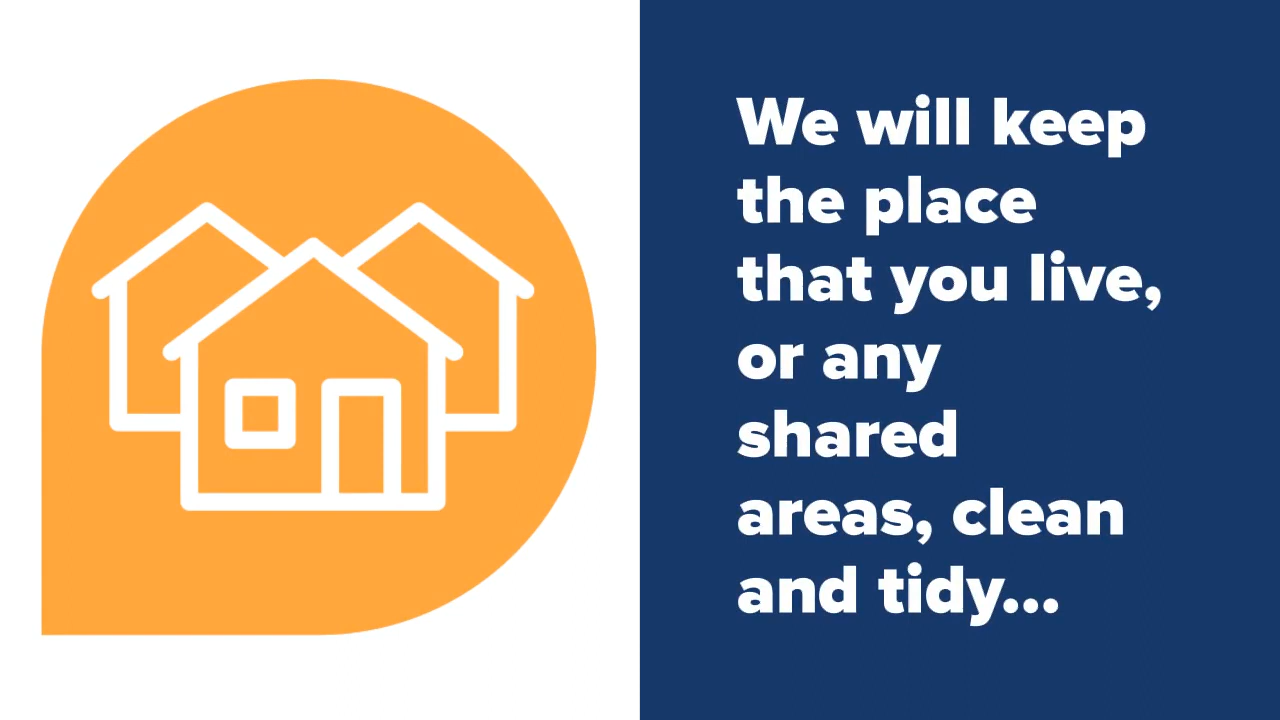 We will keep
the place
that you live,
or any
shared
areas, clean
and tidy...